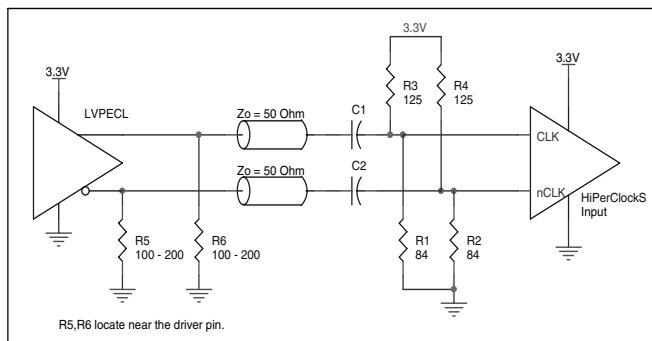 3.3V
3.3V
3.3V
R3
125
R4
125
LVPECL
Zo = 50 Ohm
C1
CLK
Zo = 50 Ohm
C2
nCLK
HiPerClockS
Input
R5
100 - 200
R6
100 - 200
R1
84
R2
84
R5,R6 locate near the driver pin.